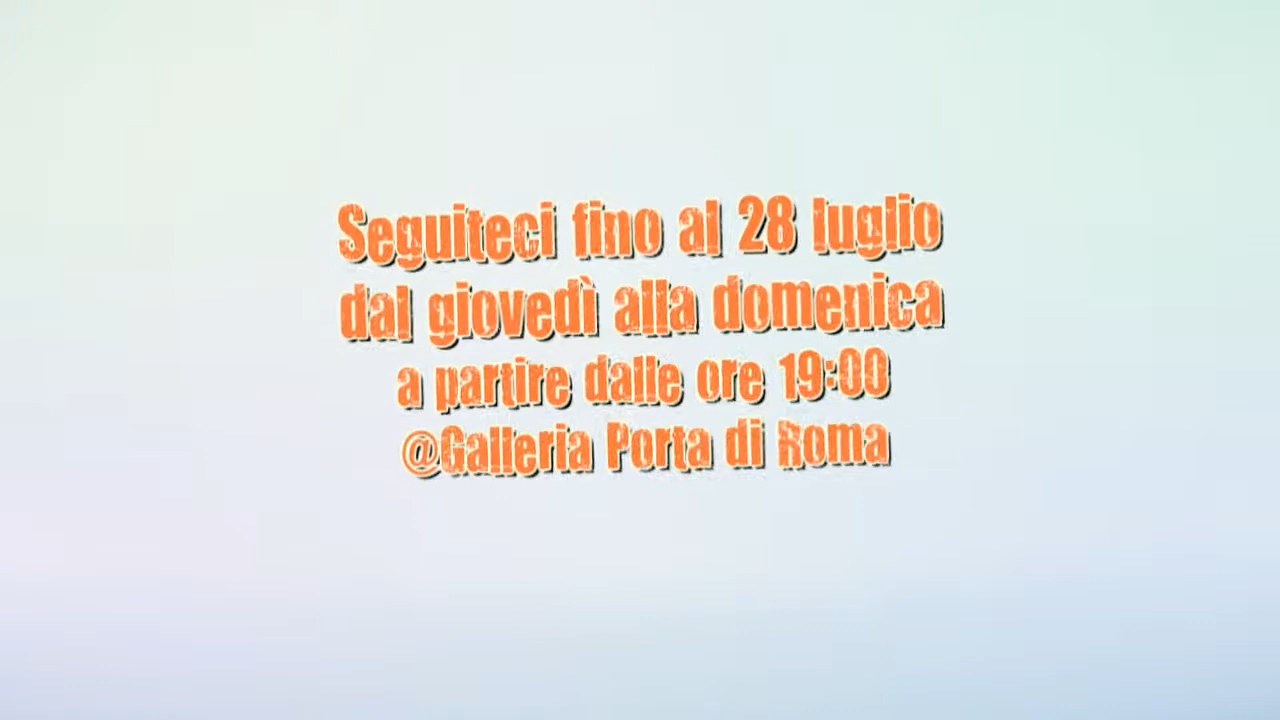 Seguiteci fino al 28 luglio
dal giovedì alla domenica
a partire dalle ore 19:00
@Galleria Porta di Roma